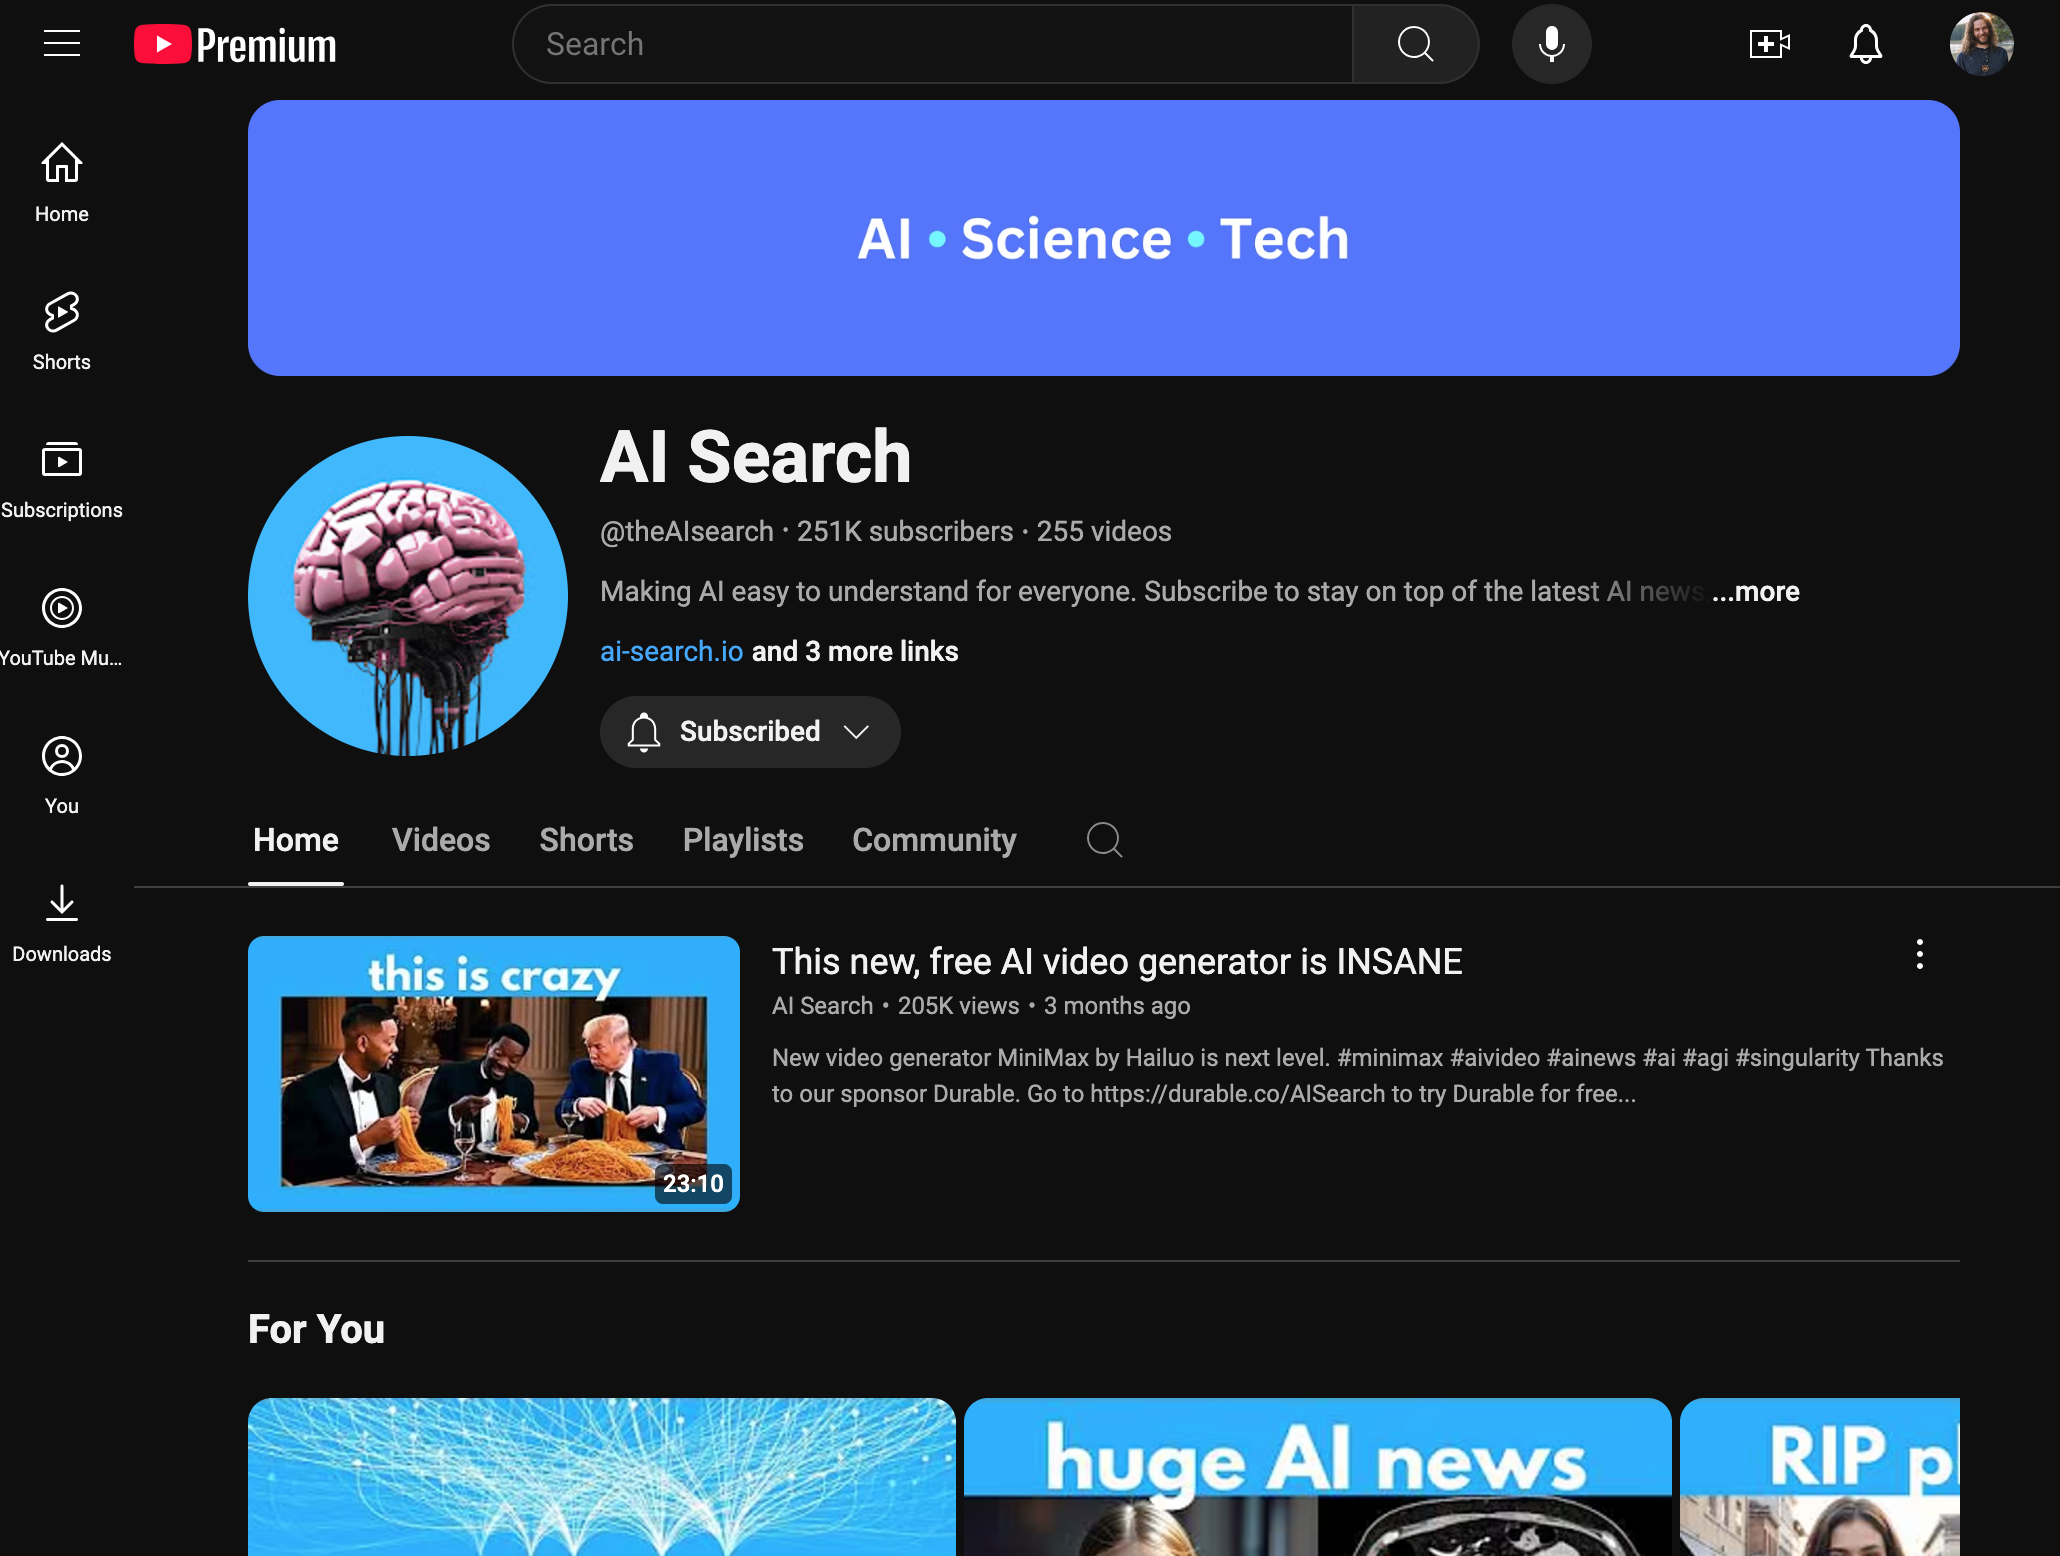 Premium
Search
Home
Shorts
Subscriptions
YouTube Mu...
You
Downloads
AI • Science • Tech
AI Search
@theAIsearch · 251K subscribers · 255 videos
Making AI easy to understand for everyone. Subscribe to stay on top of the latest AI news ...more
ai-search.io and 3 more links
Subscribed
Home Videos Shorts Playlists Community
this is crazy
23:10
This new, free AI video generator is INSANE
AI Search • 205K views • 3 months ago
New video generator MiniMax by Hailuo is next level. #minimax #aivideo #ainews #ai #agi #singularity Thanks
to our sponsor Durable. Go to https://durable.co/AISearch to try Durable for free...
For You
huge AI news
RIP